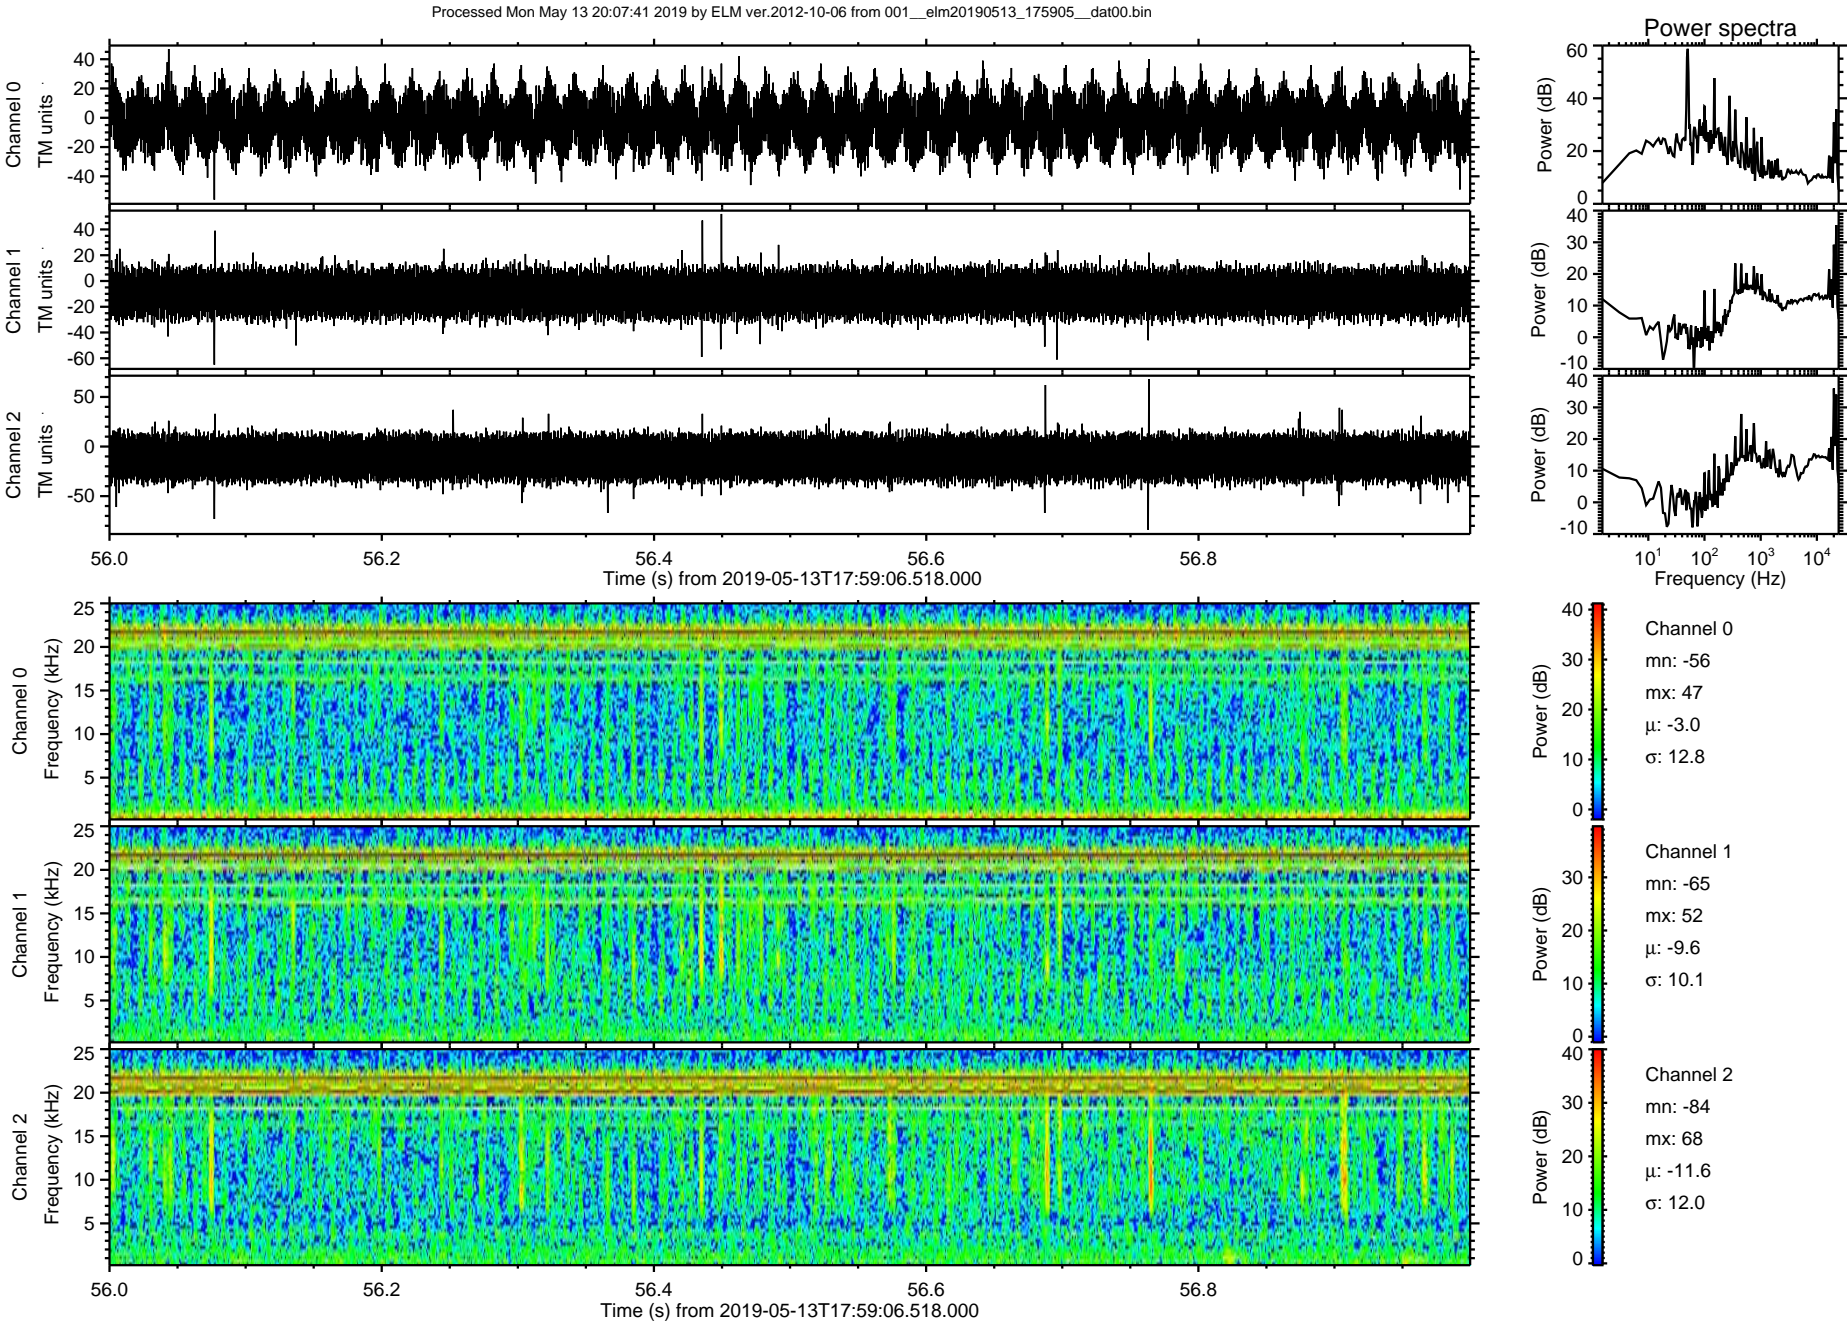 Processed Mon May 13 20:07:41 2019 by ELM ver.2012-10-06 from 001__elm20190513_175905__dat00.bin
Power spectra
Channel 0
TM units
40
20
0
-20
-40
Power (dB)
60
40
20
0
Channel 1
TM units
40
20
0
-20
-40
-60
Power (dB)
40
30
20
10
0
-10
Channel 2
TM units
50
0
-50
Power (dB)
40
30
20
10
0
-10
56.0 56.2 56.4 56.6 56.8
Time (s) from 2019-05-13T17:59:06.518.000
10^1 10^2 10^3 10^4
Frequency (Hz)
Channel 0
Frequency (kHz)
25
20
15
10
5
Power (dB)
40
30
20
10
0
Channel 0
mn: -56
mx: 47
μ: -3.0
σ: 12.8
Channel 1
Frequency (kHz)
25
20
15
10
5
Power (dB)
30
20
10
0
Channel 1
mn: -65
mx: 52
μ: -9.6
σ: 10.1
Channel 2
Frequency (kHz)
25
20
15
10
5
Power (dB)
40
30
20
10
0
Channel 2
mn: -84
mx: 68
μ: -11.6
σ: 12.0
56.0 56.2 56.4 56.6 56.8
Time (s) from 2019-05-13T17:59:06.518.000